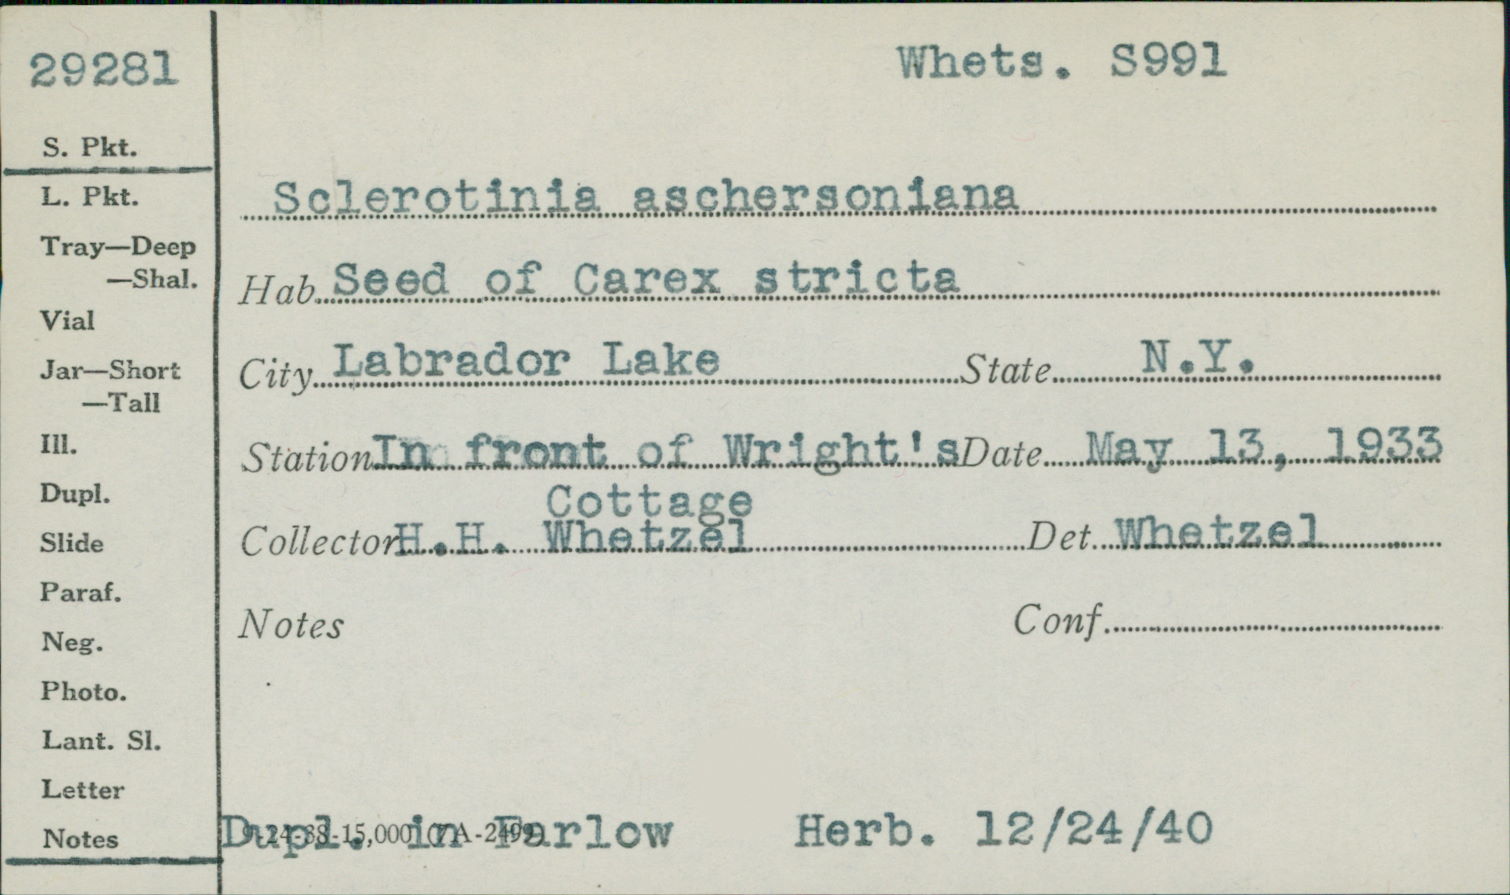 29281
Whets. S991
S. Pkt.
L. Pkt.
Tray—Deep
—Shal.
Vial
Jar—Short
—Tall
Ill.
Dupl.
Slide
Paraf.
Neg.
Photo.
Lant. Sl.
Letter
Notes
Sclerotinia aschersoniana
Hab. Seed of Carex stricta
City Labrador Lake State N.Y.
Station In front of Wright's Date May 13, 1933
Cottage
Collector H.H. Whetzel Det. Whetzel
Notes Conf.
Dupl. in Farlow Herb. 12/24/40